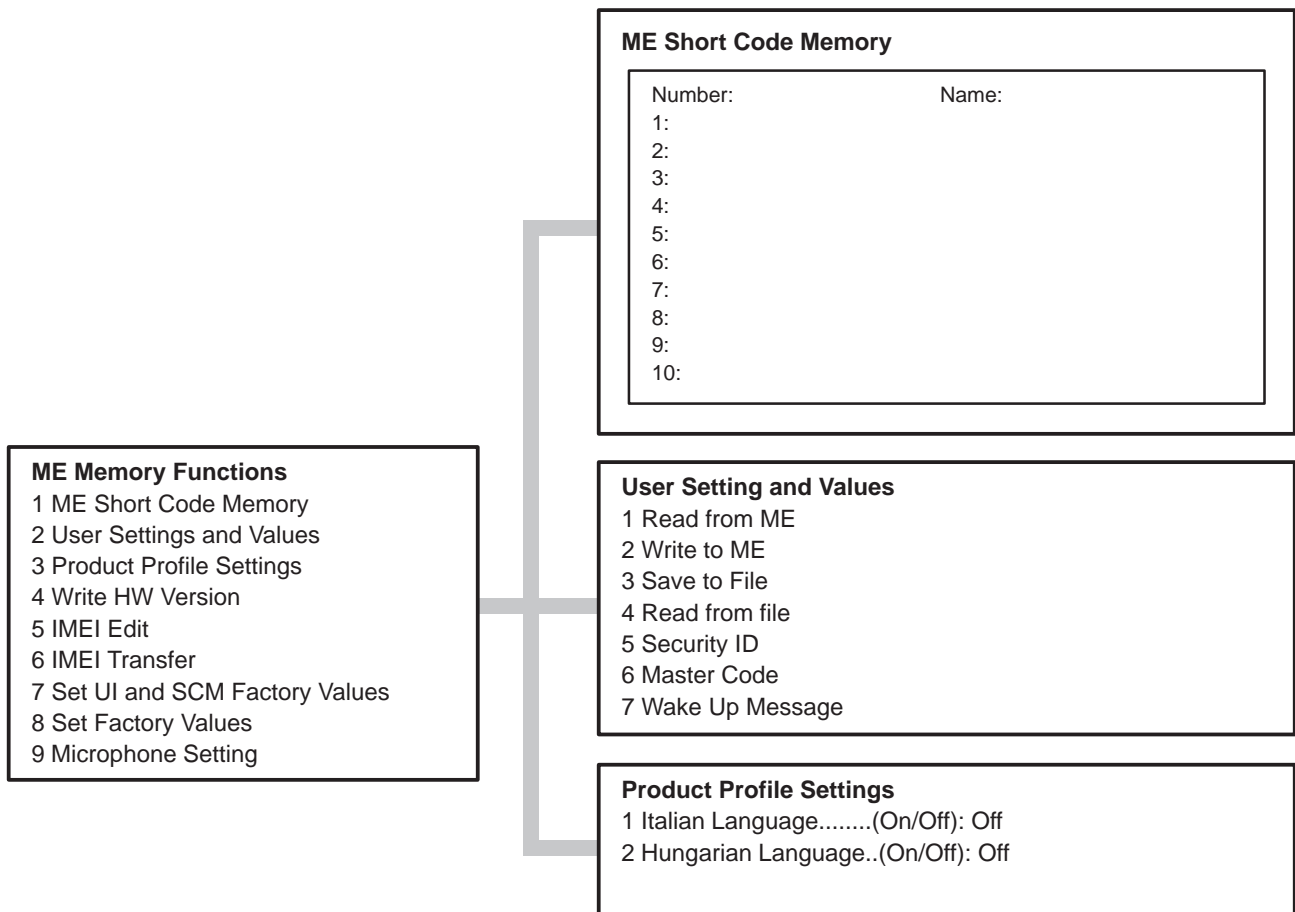 ME Short Code Memory
Number: Name:
1:
2:
3:
4:
5:
6:
7:
8:
9:
10:
ME Memory Functions
1 ME Short Code Memory
2 User Settings and Values
3 Product Profile Settings
4 Write HW Version
5 IMEI Edit
6 IMEI Transfer
7 Set UI and SCM Factory Values
8 Set Factory Values
9 Microphone Setting
User Setting and Values
1 Read from ME
2 Write to ME
3 Save to File
4 Read from file
5 Security ID
6 Master Code
7 Wake Up Message
Product Profile Settings
1 Italian Language........(On/Off): Off
2 Hungarian Language..(On/Off): Off